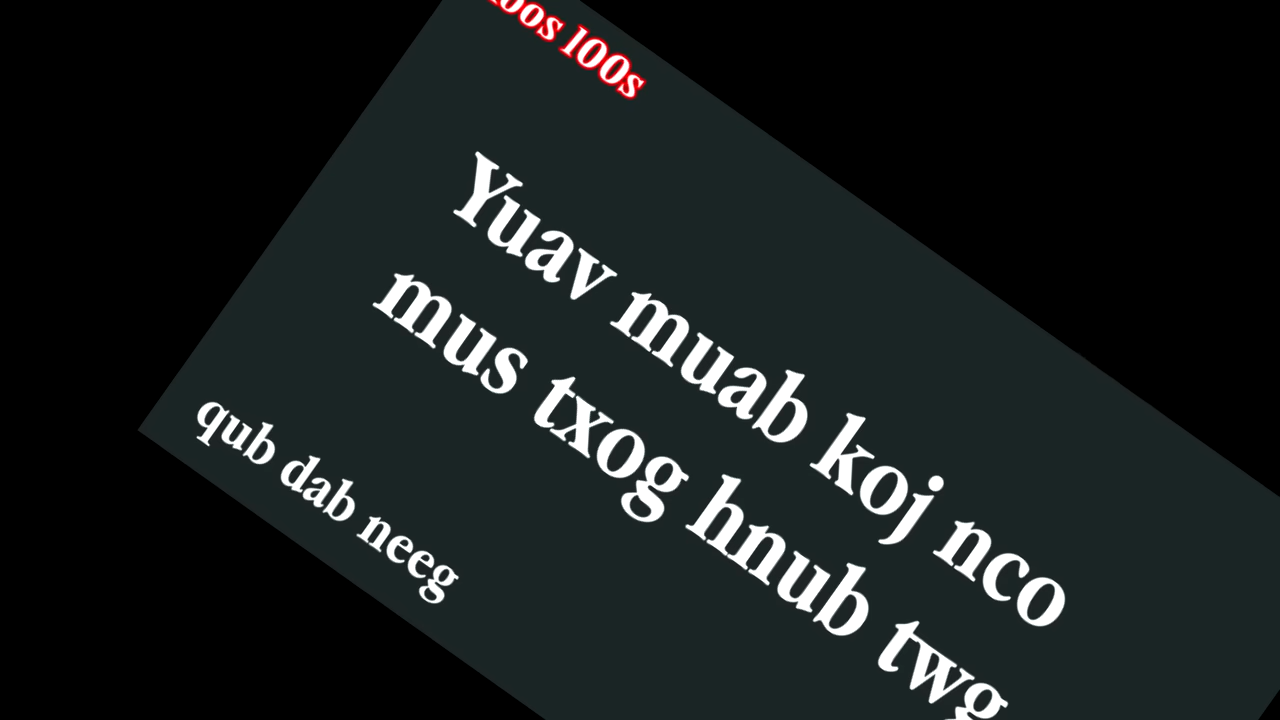 100s
Yuav muab koj nco
mus txog hnub twg
qub dab neeg